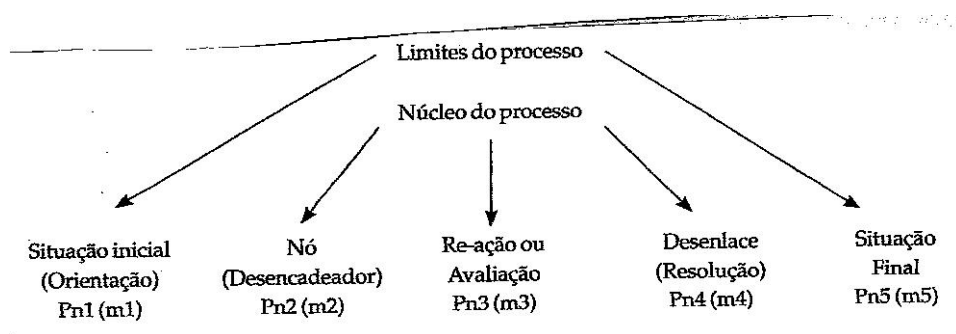 Limites do processo
Núcleo do processo
Situação inicial
(Orientação)
Pn1 (m1)
Nó
(Desencadeador)
Pn2 (m2)
Re-ação ou
Avaliação
Pn3 (m3)
Desenlace
(Resolução)
Pn4 (m4)
Situação
Final
Pn5 (m5)